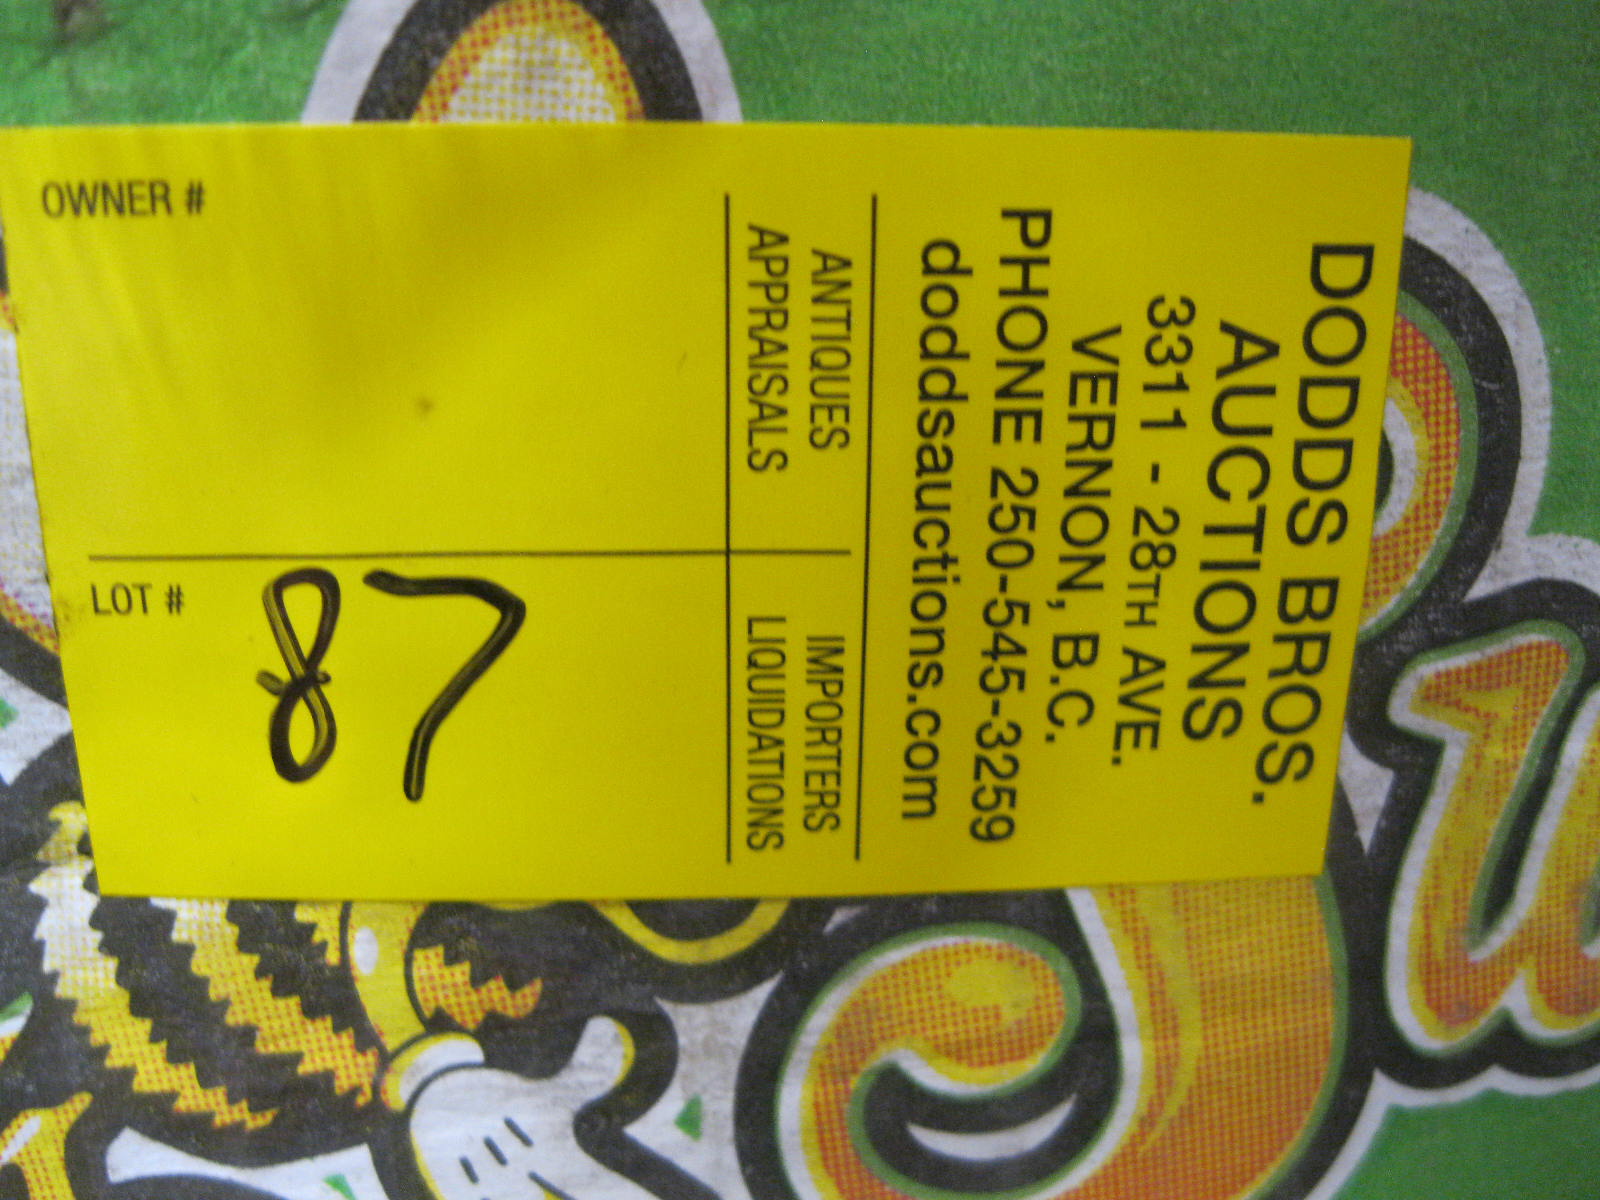 DODDS BROS.
AUCTIONS
3311 - 28TH AVE.
VERNON, B.C.
PHONE 250-545-3259
doddsauctions.com
ANTIQUES
APPRAISALS
IMPORTERS
LIQUIDATIONS
OWNER #
LOT #
87